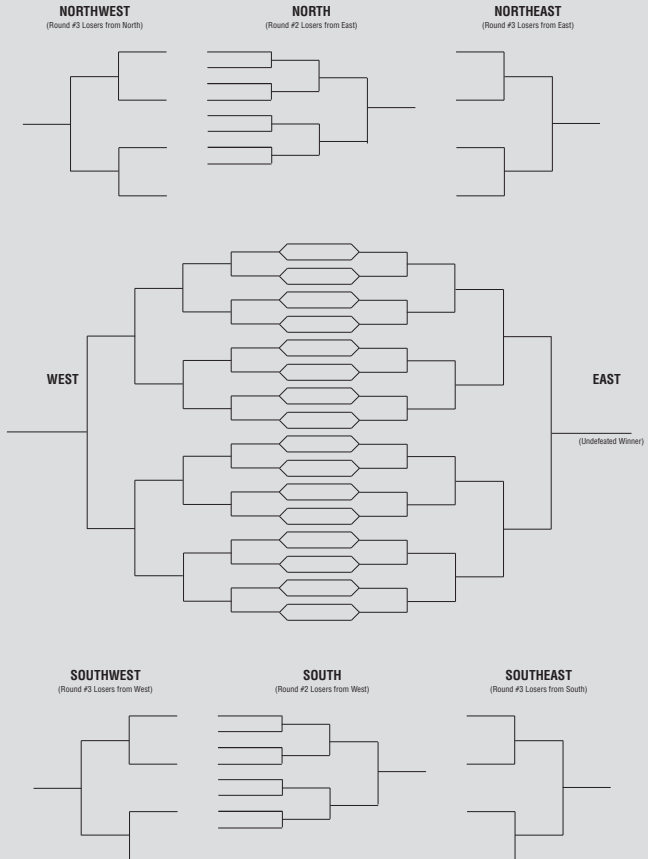 NORTHWEST
(Round #3 Losers from North)
NORTH
(Round #2 Losers from East)
NORTHEAST
(Round #3 Losers from East)
WEST
EAST
(Undefeated Winner)
SOUTHWEST
(Round #3 Losers from West)
SOUTH
(Round #2 Losers from West)
SOUTHEAST
(Round #3 Losers from South)